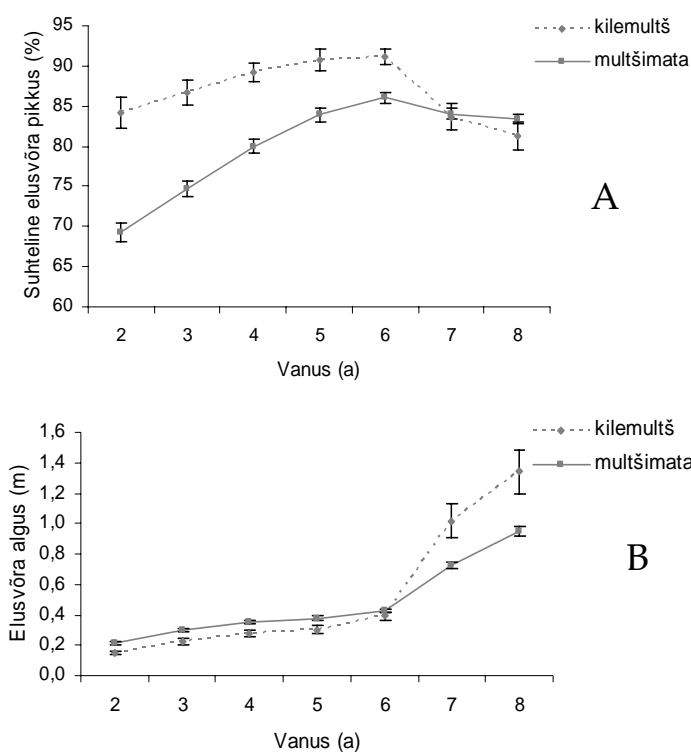 Suhteline elusvõra pikkus (%)
95
90
85
80
75
70
65
60
2 3 4 5 6 7 8
Vanus (a)
kilemultš
multšimata
A
Elusvõra algus (m)
1,6
1,4
1,2
1,0
0,8
0,6
0,4
0,2
0,0
2 3 4 5 6 7 8
Vanus (a)
kilemultš
multšimata
B